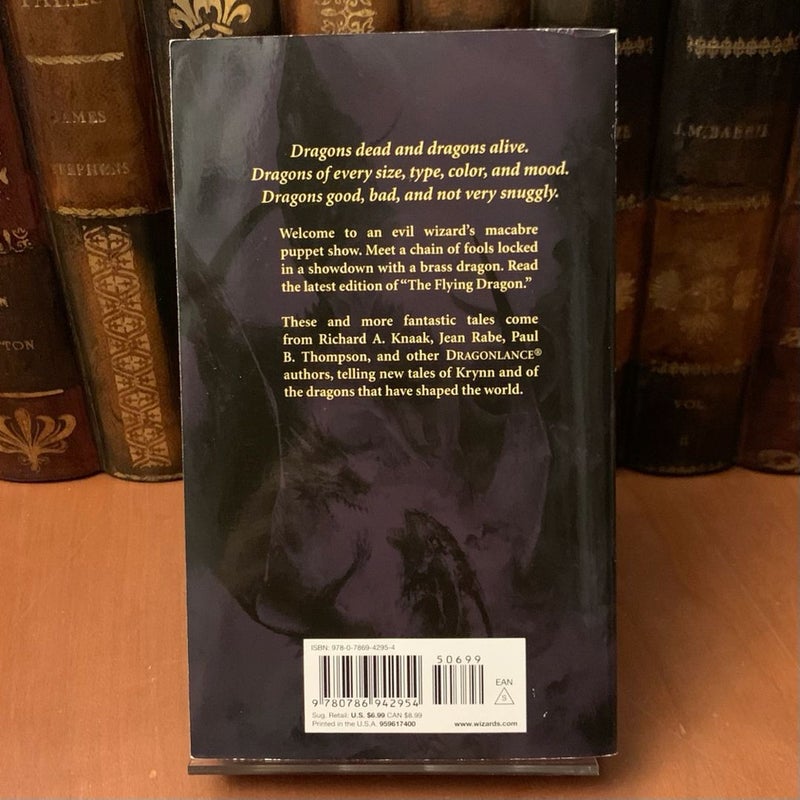 TALES
JAMES
STEPHENS
TON
J.M. BARRIE
VOL
II
Dragons dead and dragons alive.
Dragons of every size, type, color, and mood.
Dragons good, bad, and not very snuggly.
Welcome to an evil wizard's macabre
puppet show. Meet a chain of fools locked
in a showdown with a brass dragon. Read
the latest edition of "The Flying Dragon."
These and more fantastic tales come
from Richard A. Knaak, Jean Rabe, Paul
B. Thompson, and other DRAGONLANCE®
authors, telling new tales of Krynn and of
the dragons that have shaped the world.
ISBN: 978-0-7869-4295-4
50699
EAN
S
9 780786 942954
Sug. Retail: U.S. $6.99 CAN $8.99
Printed in the U.S.A. 959617400
www.wizards.com